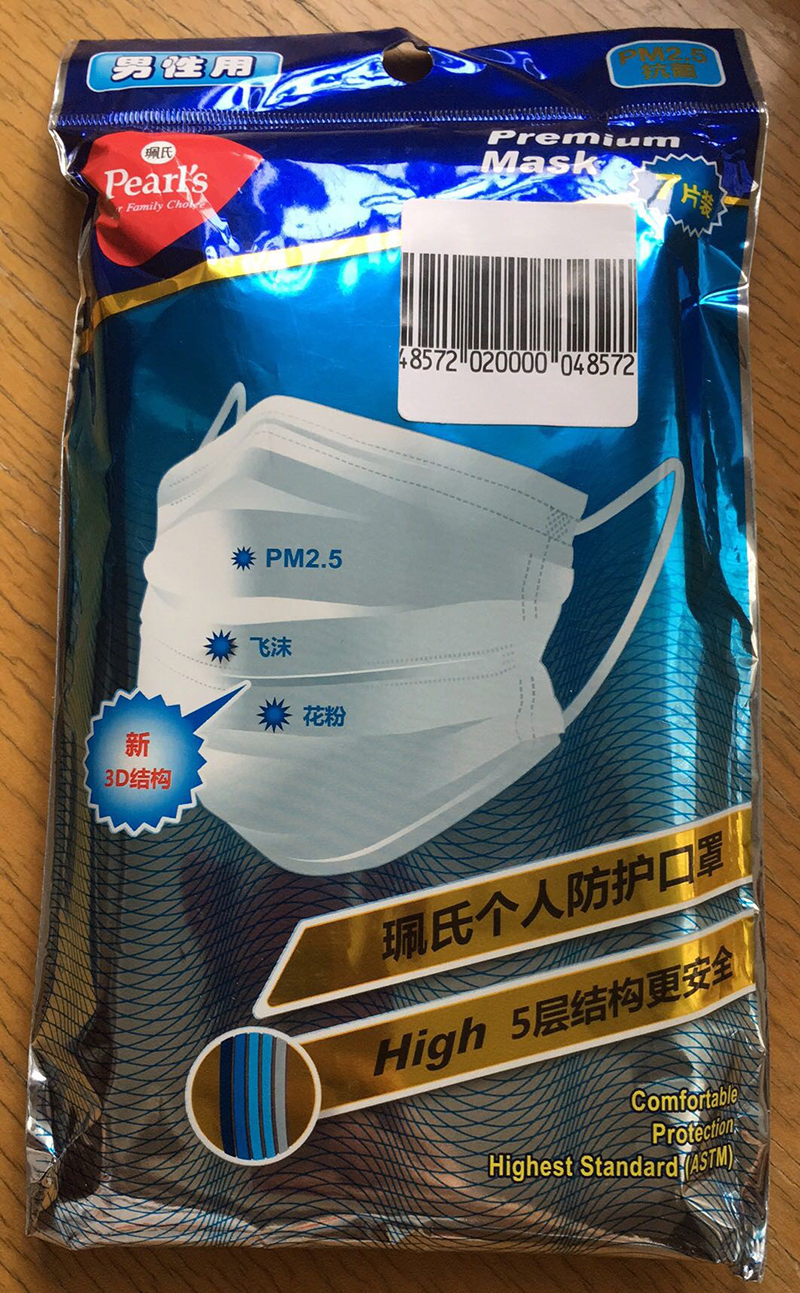 男性用
PM2.5
抗菌
珮氏
Pearl's
r Family Choice
Premium
Mask
7片装
48572 020000 048572
PM2.5
飞沫
花粉
新
3D结构
珮氏个人防护口罩
High 5层结构更安全
Comfortable
Protection
Highest Standard (ASTM)